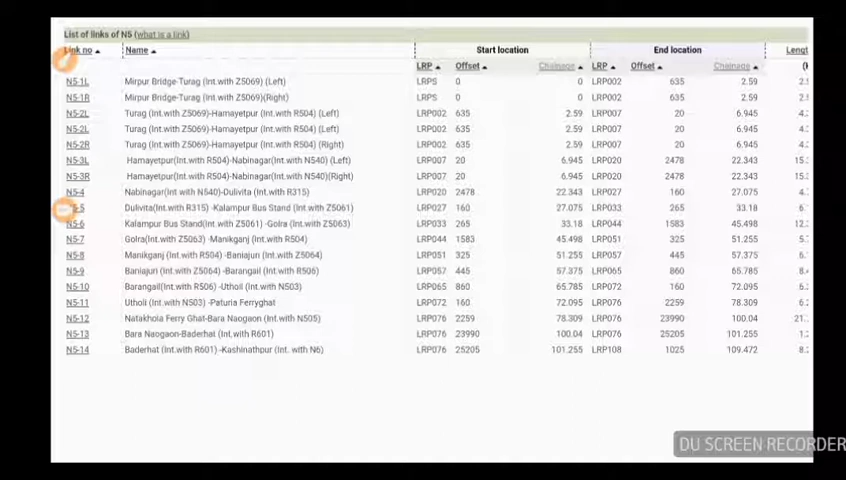 List of links of N5 (what is a link)
Link no Name Start location End location Lengt
LRP Offset Chainage LRP Offset Chainage
N5-1L Mirpur Bridge-Turag (Int.with Z5069) (Left) LRPS 0 0 LRP002 635 2.59
N5-1R Mirpur Bridge-Turag (Int.with Z5069)(Right) LRPS 0 0 LRP002 635 2.59
N5-2L Turag (Int.with Z5069)-Hamayetpur (Int.with R504) (Left) LRP002 635 2.59 LRP007 20 6.945
N5-2L Turag (Int.with Z5069)-Hamayetpur (Int.with R504) (Left) LRP002 635 2.59 LRP007 20 6.945
N5-2R Turag (Int.with Z5069)-Hamayetpur (Int.with R504) (Right) LRP002 635 2.59 LRP007 20 6.945
N5-3L Hamayetpur(Int.with R504)-Nabinagar(Int.with N540) (Left) LRP007 20 6.945 LRP020 2478 22.343
N5-3R Hamayetpur(Int.with R504)-Nabinagar(Int.with N540)(Right) LRP007 20 6.945 LRP020 2478 22.343
N5-4 Nabinagar(Int with N540)-Dulivita (Int.with R315) LRP020 2478 22.343 LRP027 160 27.075
5-5 Dulivita(Int.with R315) -Kalampur Bus Stand (Int.with Z5061) LRP027 160 27.075 LRP033 265 33.18
N5-6 Kalampur Bus Stand(Int.with Z5061) -Golra (Int.with Z5063) LRP033 265 33.18 LRP044 1583 45.498
N5-7 Golra(Int.with Z5063) -Manikganj (Int.with R504) LRP044 1583 45.498 LRP051 325 51.255
N5-8 Manikganj (Int.with R504) -Baniajun (Int.with Z5064) LRP051 325 51.255 LRP057 445 57.375
N5-9 Baniajuri (Int.with Z5064) -Barangail (Int.with R506) LRP057 445 57.375 LRP065 860 65.785
N5-10 Barangail(Int.with R506) -Utholi (Int.with N503) LRP065 860 65.785 LRP072 160 72.095
N5-11 Utholi (Int.with N503) -Paturia Ferryghat LRP072 160 72.095 LRP076 2259 78.309
N5-12 Natakhola Ferry Ghat-Bara Naogaon (Int.with N505) LRP076 2259 78.309 LRP076 23990 100.04
N5-13 Bara Naogaon-Baderhat (Int.with R601) LRP076 23990 100.04 LRP076 25205 101.255
N5-14 Baderhat (Int.with R601) -Kashinathpur (Int. with N6) LRP076 25205 101.255 LRP108 1025 109.472
DU SCREEN RECORDER